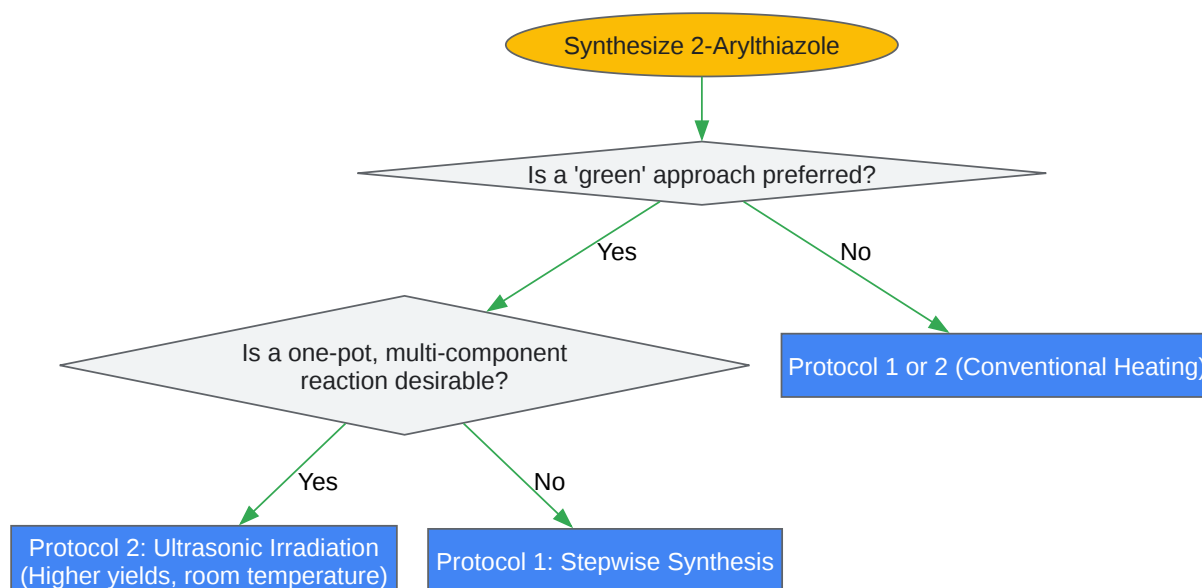 Synthesize 2-Arylthiazole
Is a 'green' approach preferred?
Yes
No
Is a one-pot, multi-component
reaction desirable?
Protocol 1 or 2 (Conventional Heating)
Yes
No
Protocol 2: Ultrasonic Irradiation
(Higher yields, room temperature)
Protocol 1: Stepwise Synthesis